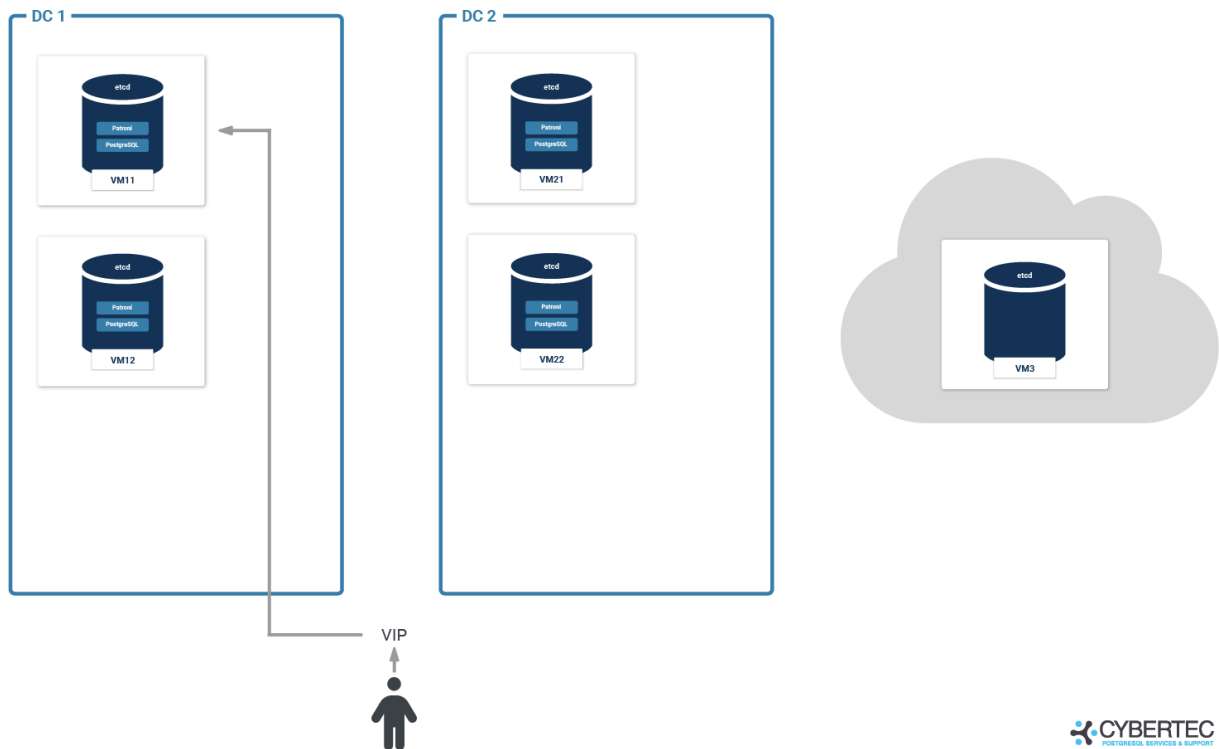 DC 1
etcd
Patroni
PostgreSQL
VM11
etcd
Patroni
PostgreSQL
VM12
DC 2
etcd
Patroni
PostgreSQL
VM21
etcd
Patroni
PostgreSQL
VM22
etcd
VM3
VIP
CYBERTEC
POSTGRESQL SERVICES & SUPPORT